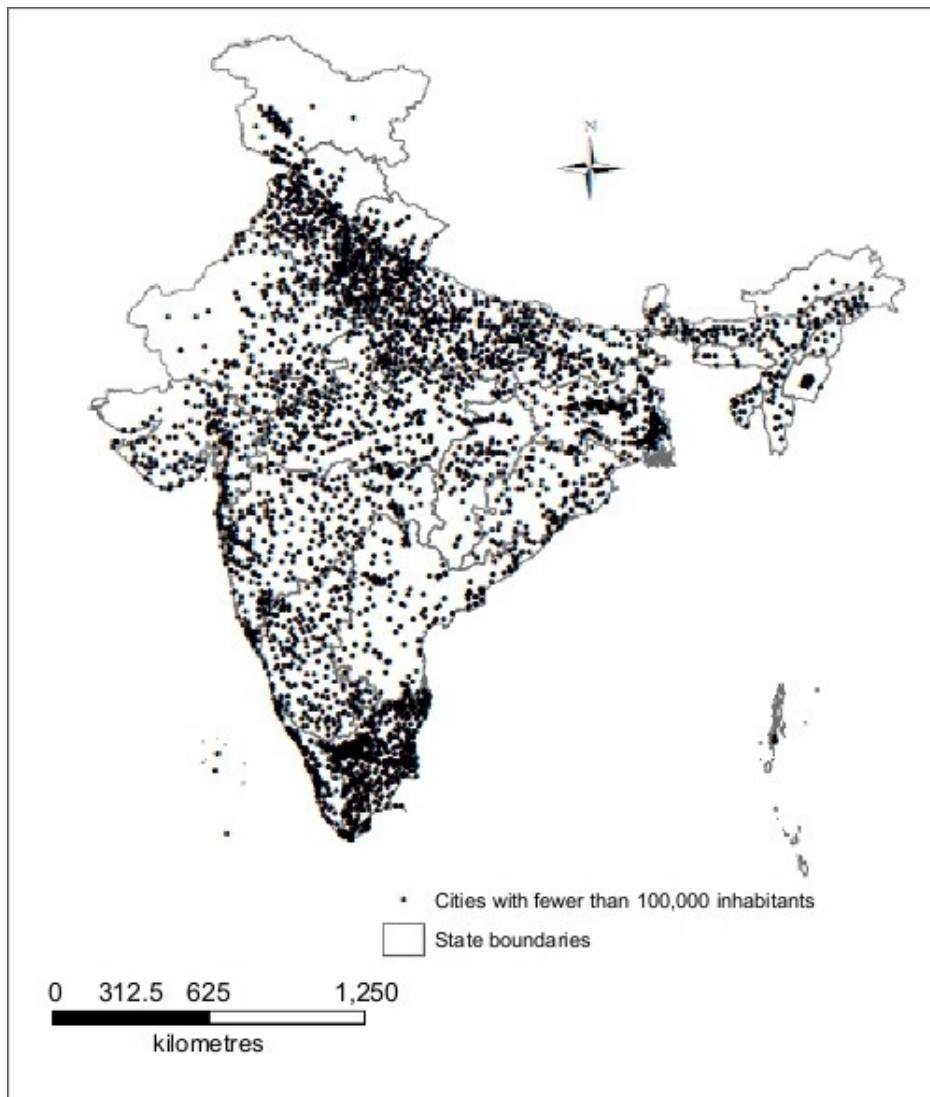 N
Cities with fewer than 100,000 inhabitants
State boundaries
0 312.5 625 1,250
kilometres